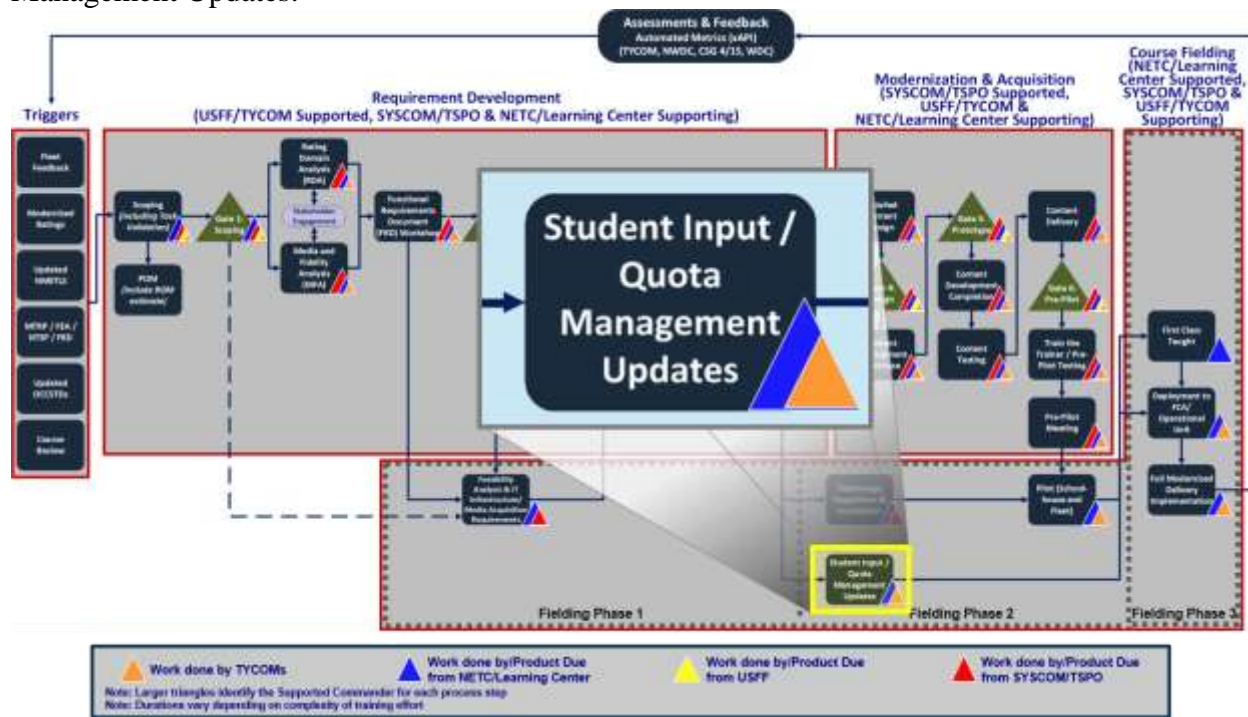 Management Updates.
Assessments & Feedback
Automated Metrics (xAPI)
(TYCOM, NWDC, CSG 4/15, WDC)
Triggers
Requirement Development
(USFF/TYCOM Supported, SYSCOM/TSPO & NETC/Learning Center Supporting)
Modernization & Acquisition
(SYSCOM/TSPO Supported,
USFF/TYCOM &
NETC/Learning Center Supporting)
Course Fielding
(NETC/Learning
Center Supported,
SYSCOM/TSPO &
USFF/TYCOM
Supporting)
Fleet
Feedback
Modernized
Ratings
Updated
Updated
OCCSTDs
Course
Review
Scoping
(Including Task
Validation)
Gate 1:
Scoping
POM
Rating
Domain
Analysis
(RDA)
Stakeholder
Engagement
Media and
Fidelity
Analysis
(MFA)
Functional
Requirements
Document
(FRD) Workshop
Student Input /
Quota
Management
Updates
Content
Delivery
Content
Development
Completion
Content
Testing
Gate 6:
Pre-Pilot
Train the
Trainer / Pre-
Pilot Testing
Pre-Pilot
Meeting
Pilot (School-
house and
Fleet)
First Class
Taught
Deployment to
FCA/
Operational
Unit
Full Modernized
Delivery
Implementation
Feasibility
Analysis & IT
Infrastructure/
Media Acquisition
Requirements
Student Input /
Quota
Management
Updates
Fielding Phase 1
Fielding Phase 2
Fielding Phase 3
Work done by TYCOMs
Work done by/Product Due
from NETC/Learning Center
Work done by/Product Due
from USFF
Work done by/Product Due
from SYSCOM/TSPO
Note: Larger triangles identify the Supported Commander for each process step
Note: Durations vary depending on complexity of training effort